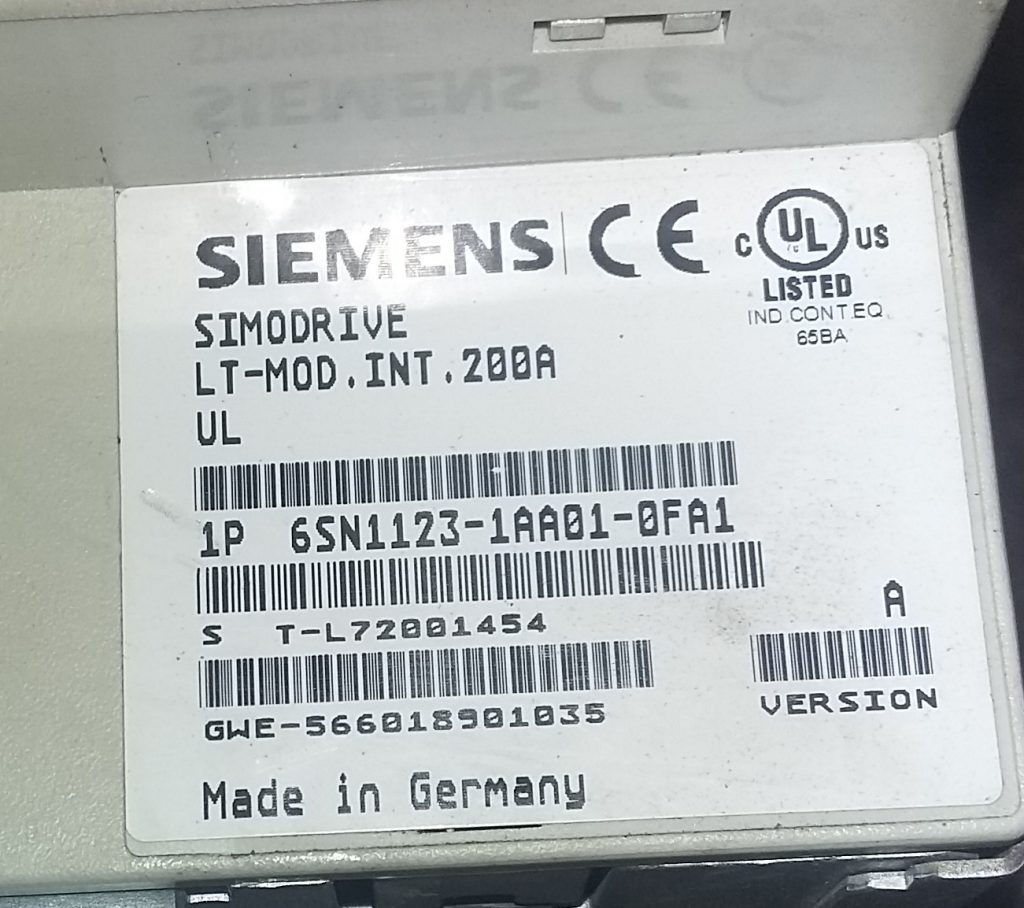 SIEMENS CE
C UL US
LISTED
IND.CONT.EQ.
65BA
SIMODRIVE
LT-MOD.INT.200A
UL
1P 6SN1123-1AA01-0FA1
S T-L72001454
A
VERSION
GWE-566018901035
Made in Germany